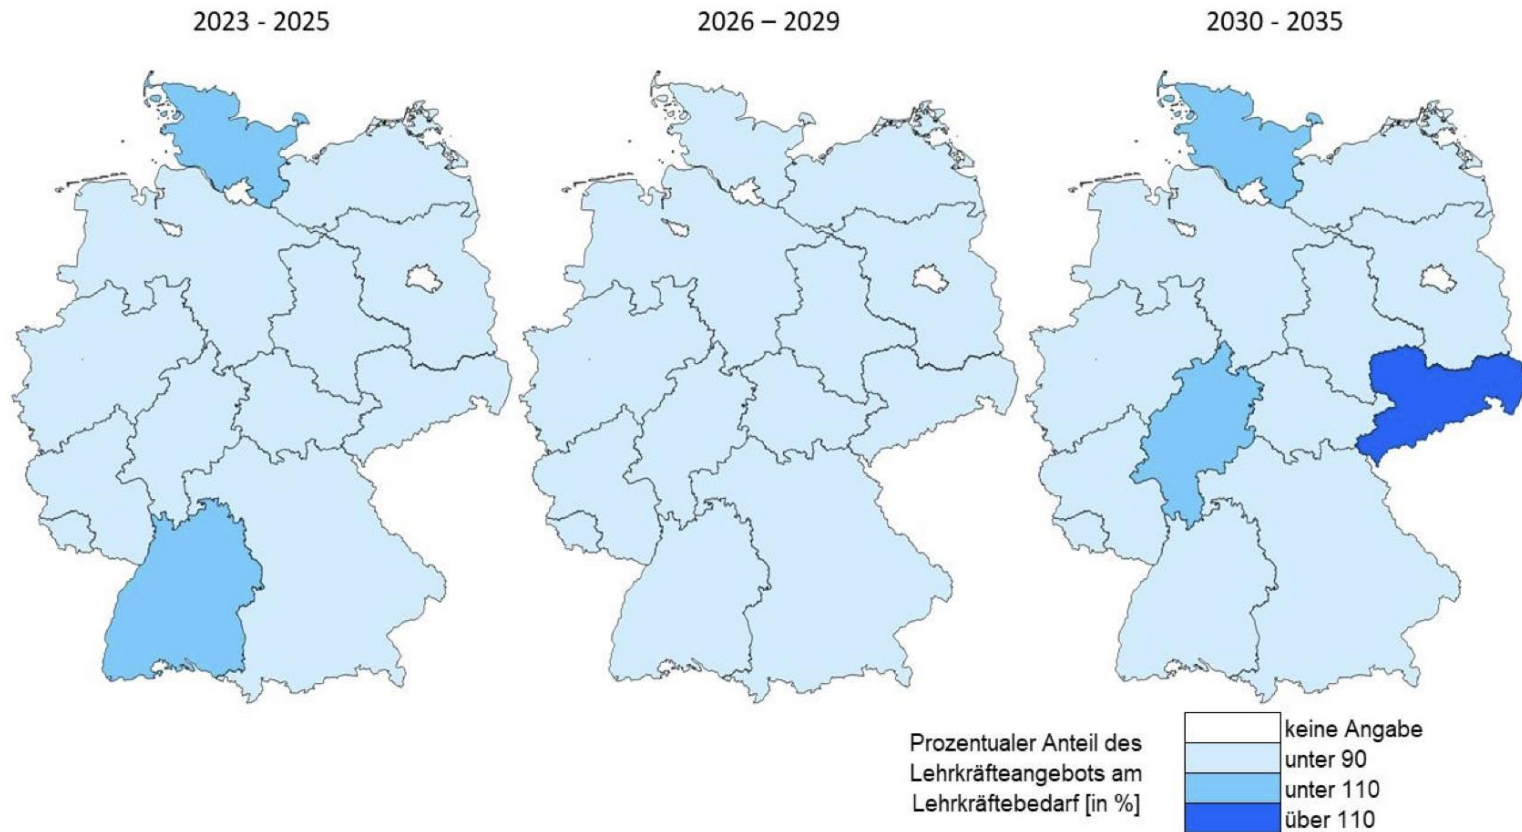 2023 - 2025
2026 – 2029
2030 - 2035
Prozentualer Anteil des
Lehrkräfteangebots am
Lehrkräftebedarf [in %]
keine Angabe
unter 90
unter 110
über 110